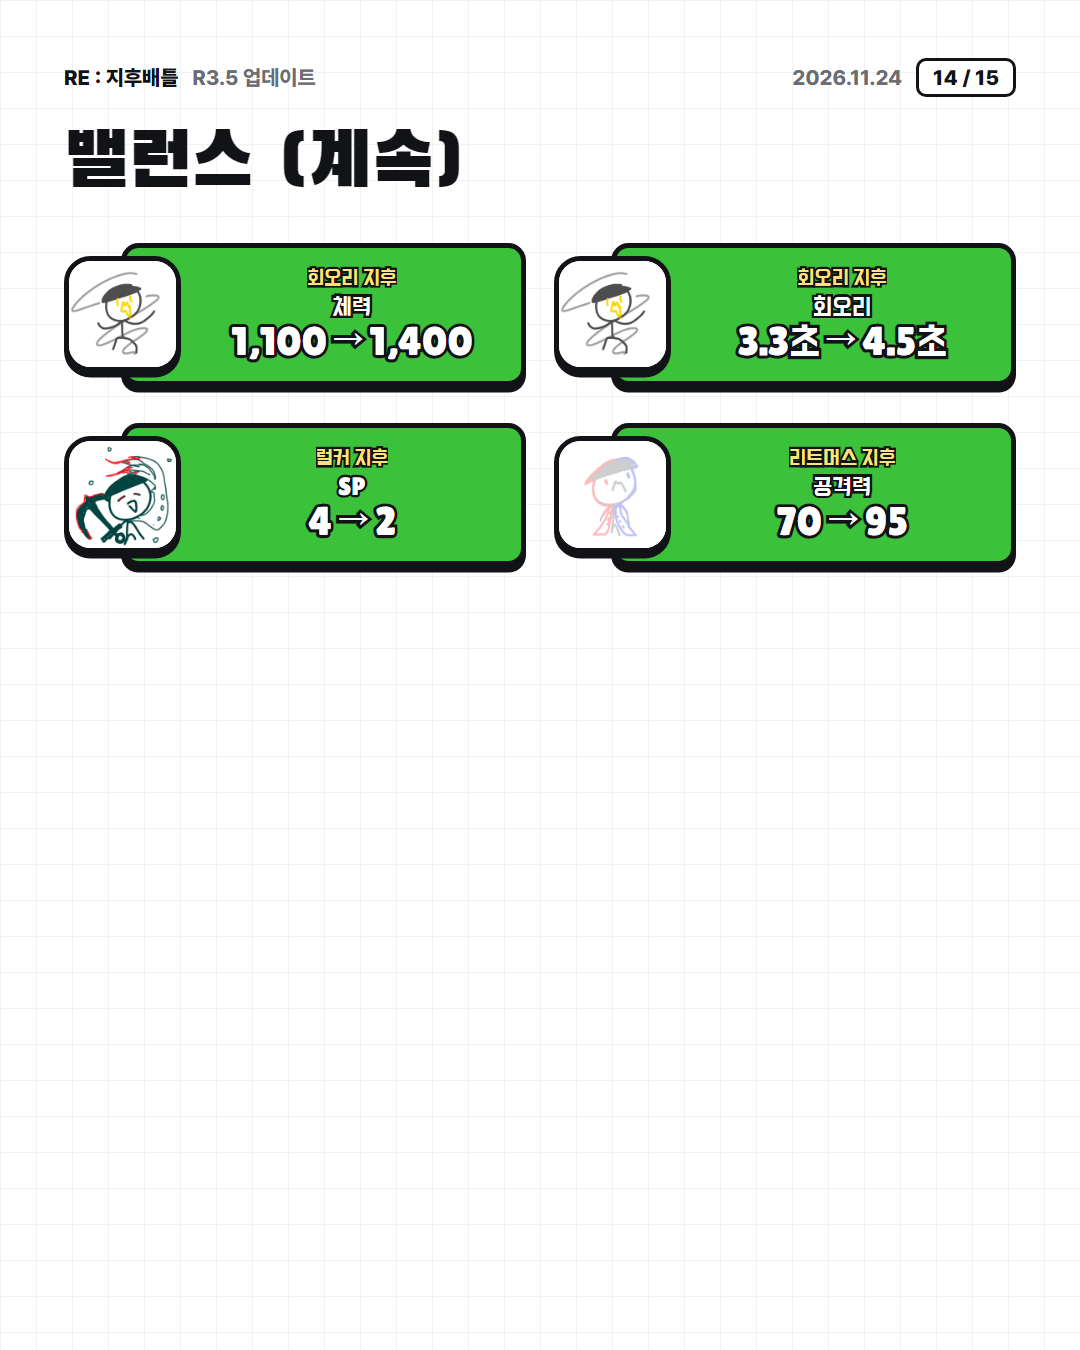 RE : 지후배틀 R3.5 업데이트
2026.11.24 14 / 15
밸런스 (계속)
회오리 지후
체력
1,100 → 1,400
회오리 지후
회오리
3.3초 → 4.5초
럴커 지후
SP
4 → 2
리트머스 지후
공격력
70 → 95